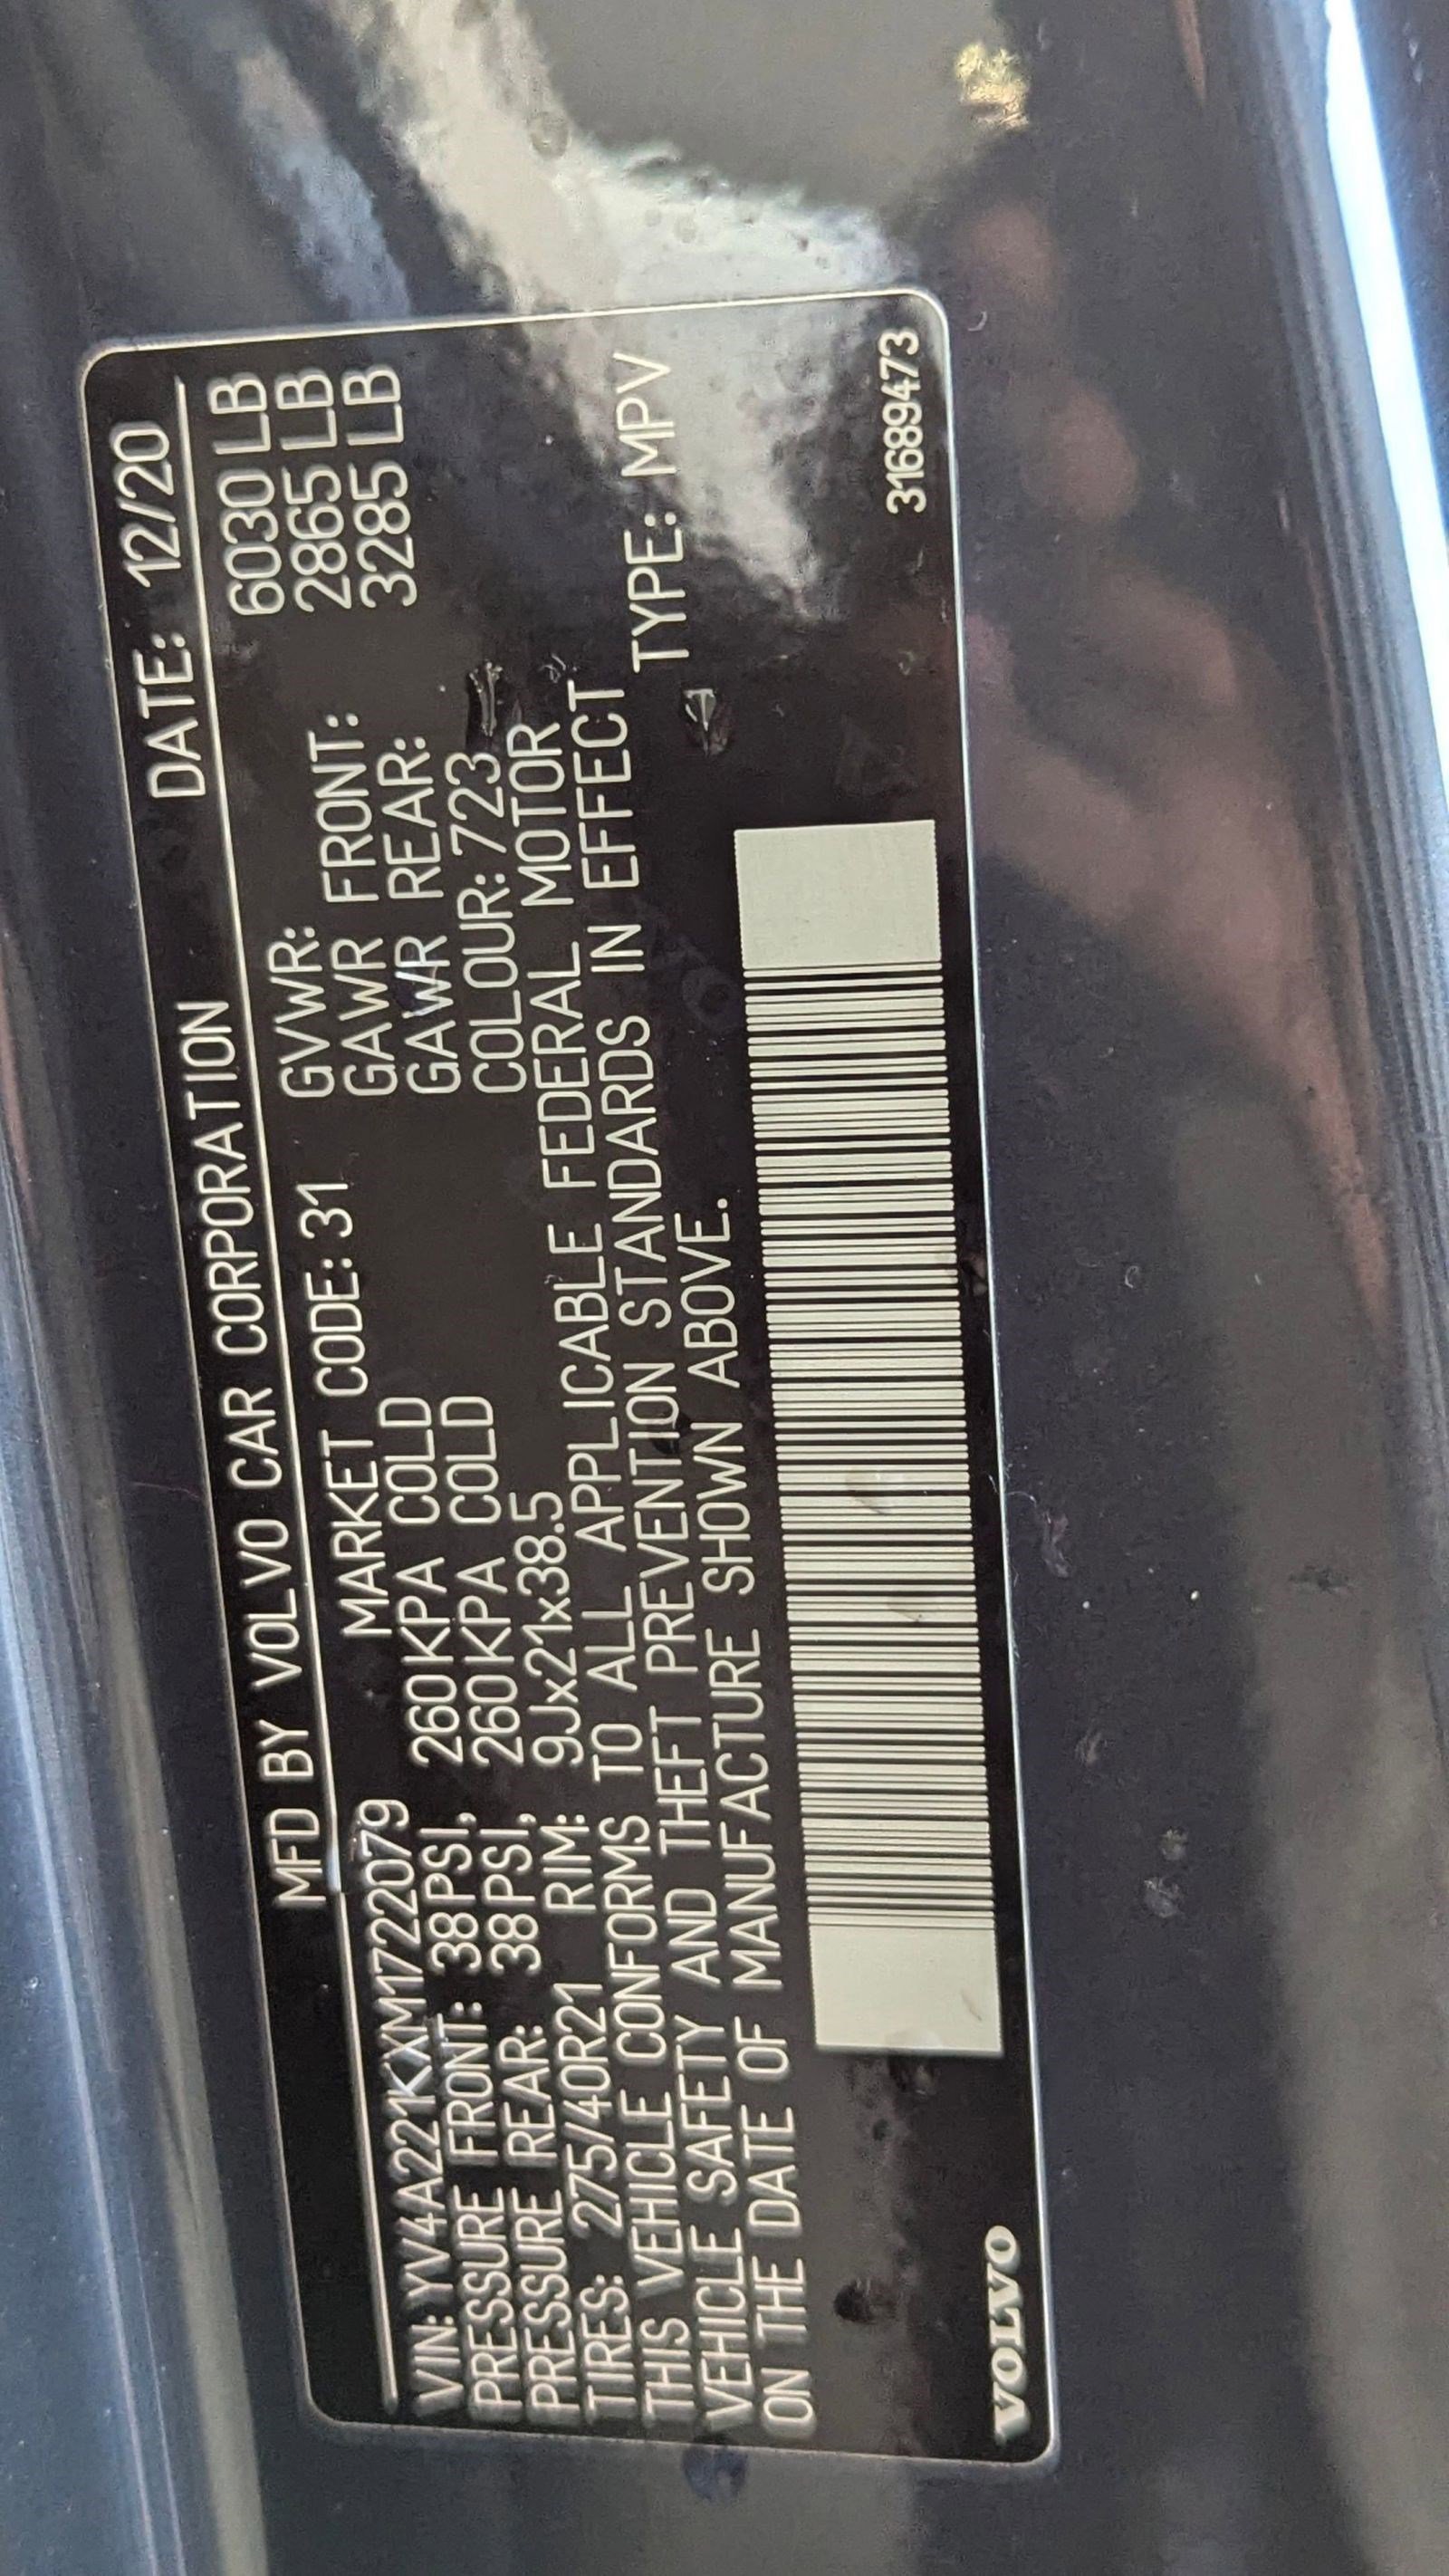 MFD BY VOLVO CAR CORPORATION DATE: 12/20
VIN: YV4A221KXM1722079 MARKET CODE: 31 GVWR: 6030 LB
PRESSURE FRONT: 38 PSI, 260 KPA COLD GAWR FRONT: 2865 LB
PRESSURE REAR: 38 PSI, 260 KPA COLD GAWR REAR: 3285 LB
TIRES: 275/40R21 RIM: 9Jx21x38.5 COLOUR: 723
THIS VEHICLE CONFORMS TO ALL APPLICABLE FEDERAL MOTOR
VEHICLE SAFETY AND THEFT PREVENTION STANDARDS IN EFFECT
ON THE DATE OF MANUFACTURE SHOWN ABOVE. TYPE: MPV
VOLVO 31689473